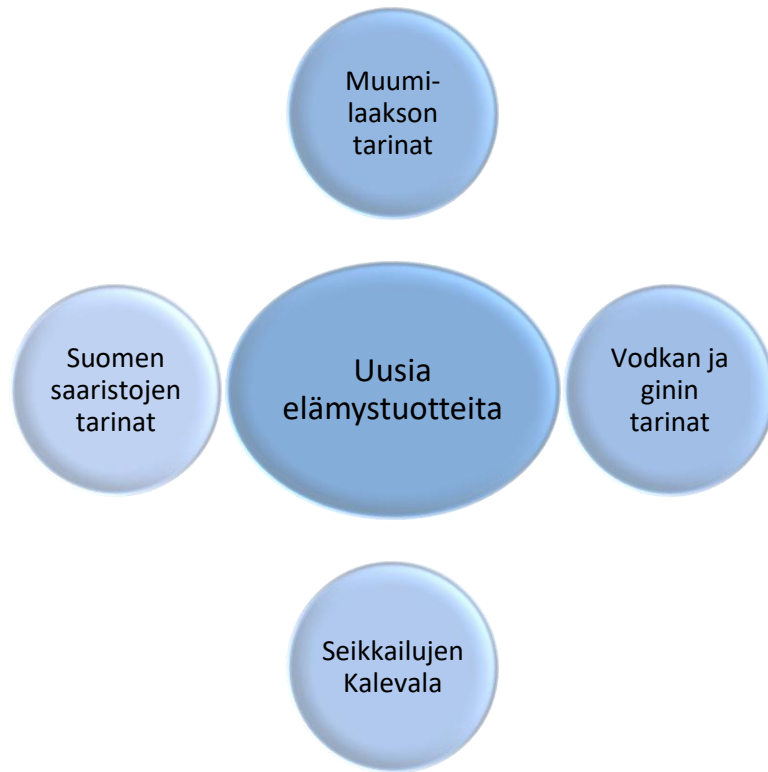 Muumi-
laakson
tarinat
Suomen
saaristojen
tarinat
Uusia
elämystuotteita
Vodkan ja
ginin
tarinat
Seikkailujen
Kalevala